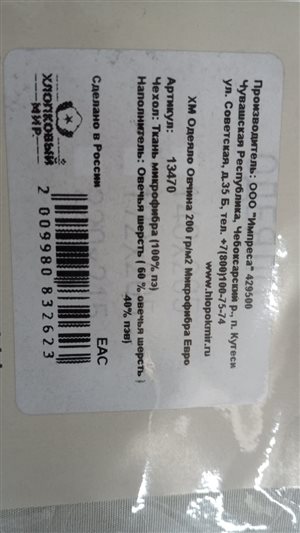 Производитель: ООО "Импреса" 429500
Чувашская Республика, Чебоксарский р., п. Кугеси
ул. Советская, д.35 Б, тел. +7(800)100-75-74
www.hlopokmir.ru
ХМ Одеяло Овчина 200 гр/м2 Микрофибра Евро
Артикул: 13470
Чехол: Ткань микрофибра (100% пэ)
Наполнитель: Овечья шерсть ( 60% овечья шерсть )
40% пэв)
Сделано в России
EAC
ХЛОПКОВЫЙ
МИР
2 009980 832623